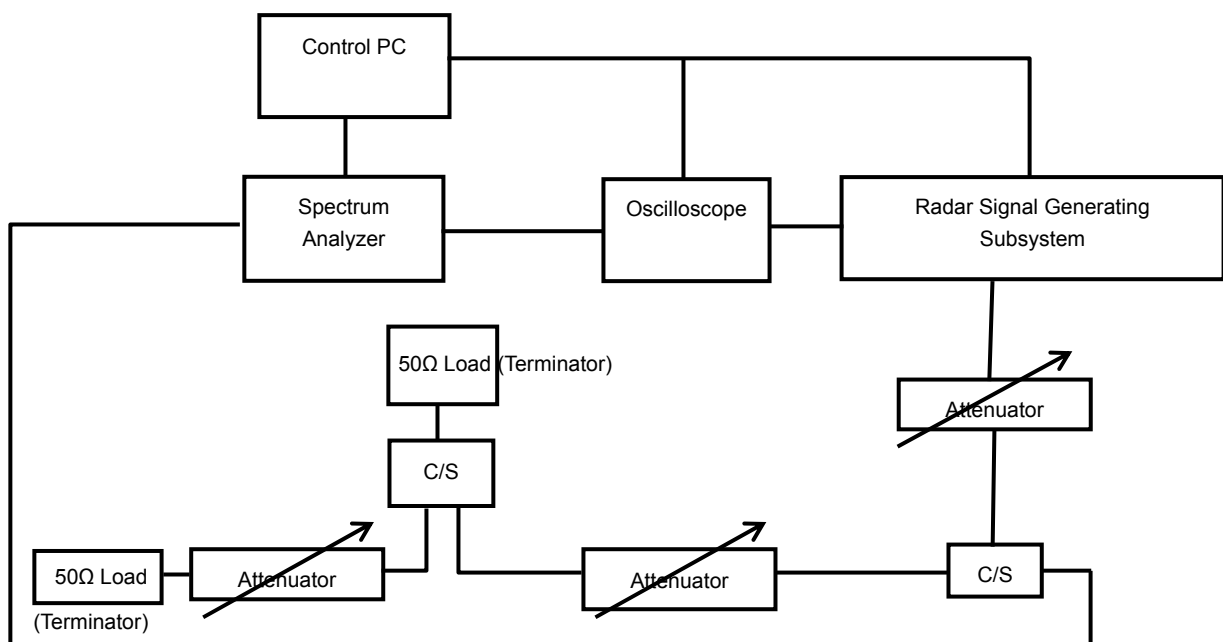 Control PC
Spectrum
Analyzer
Oscilloscope
Radar Signal Generating
Subsystem
50Ω Load (Terminator)
Attenuator
C/S
50Ω Load
(Terminator)
Attenuator
Attenuator
C/S